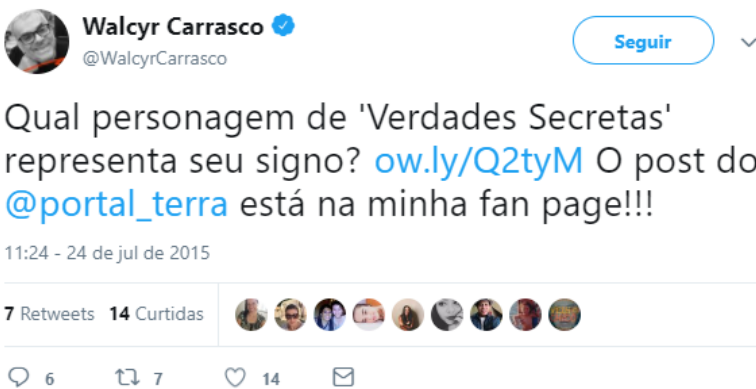 Walcyr Carrasco
@WalcyrCarrasco
Seguir
Qual personagem de 'Verdades Secretas'
representa seu signo? ow.ly/Q2tyM O post do
@portal_terra está na minha fan page!!!
11:24 - 24 de jul de 2015
7 Retweets 14 Curtidas
6 7 14